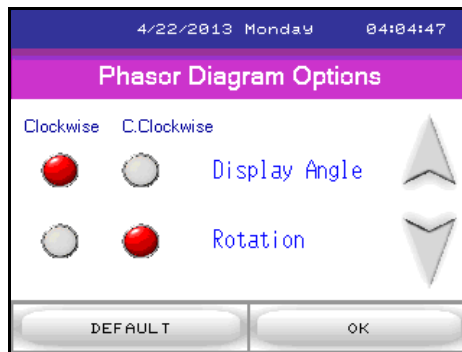 4/22/2013 Monday 04:04:47
Phasor Diagram Options
Clockwise C.Clockwise
Display Angle
Rotation
DEFAULT OK